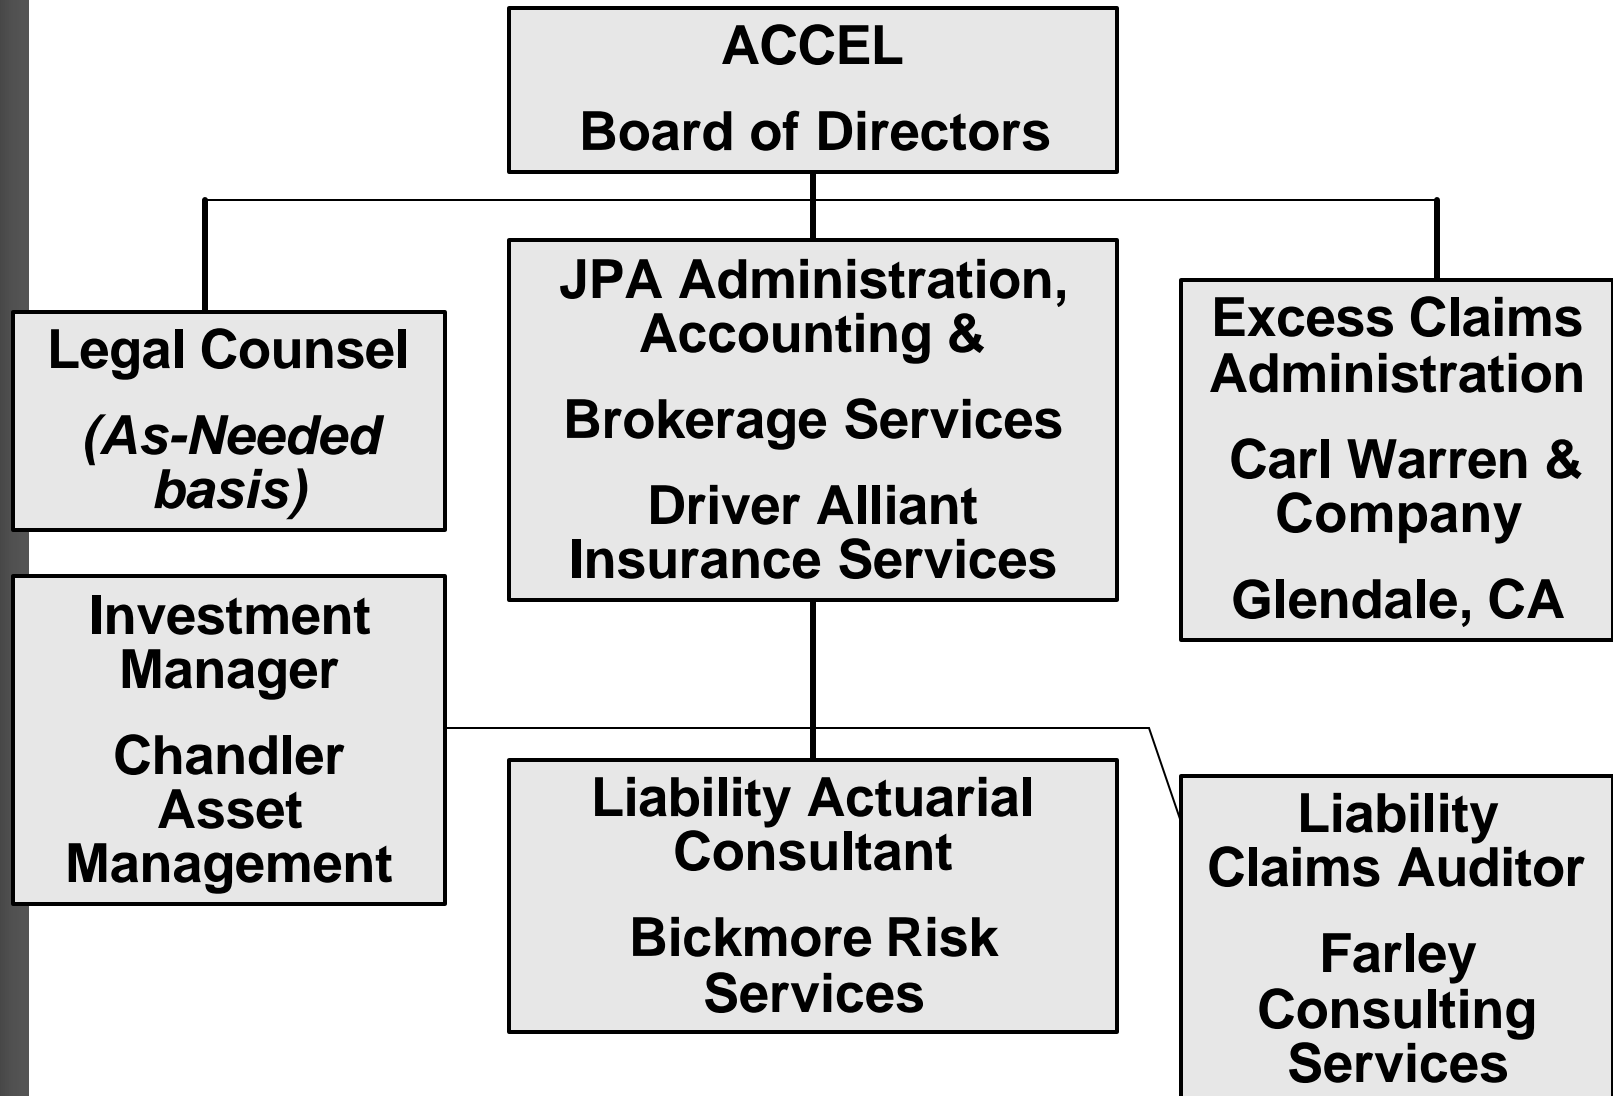 ACCEL
Board of Directors
Legal Counsel
(As-Needed
basis)
JPA Administration,
Accounting &
Brokerage Services
Driver Alliant
Insurance Services
Excess Claims
Administration
Carl Warren &
Company
Glendale, CA
Investment
Manager
Chandler
Asset
Management
Liability Actuarial
Consultant
Bickmore Risk
Services
Liability
Claims Auditor
Farley
Consulting
Services